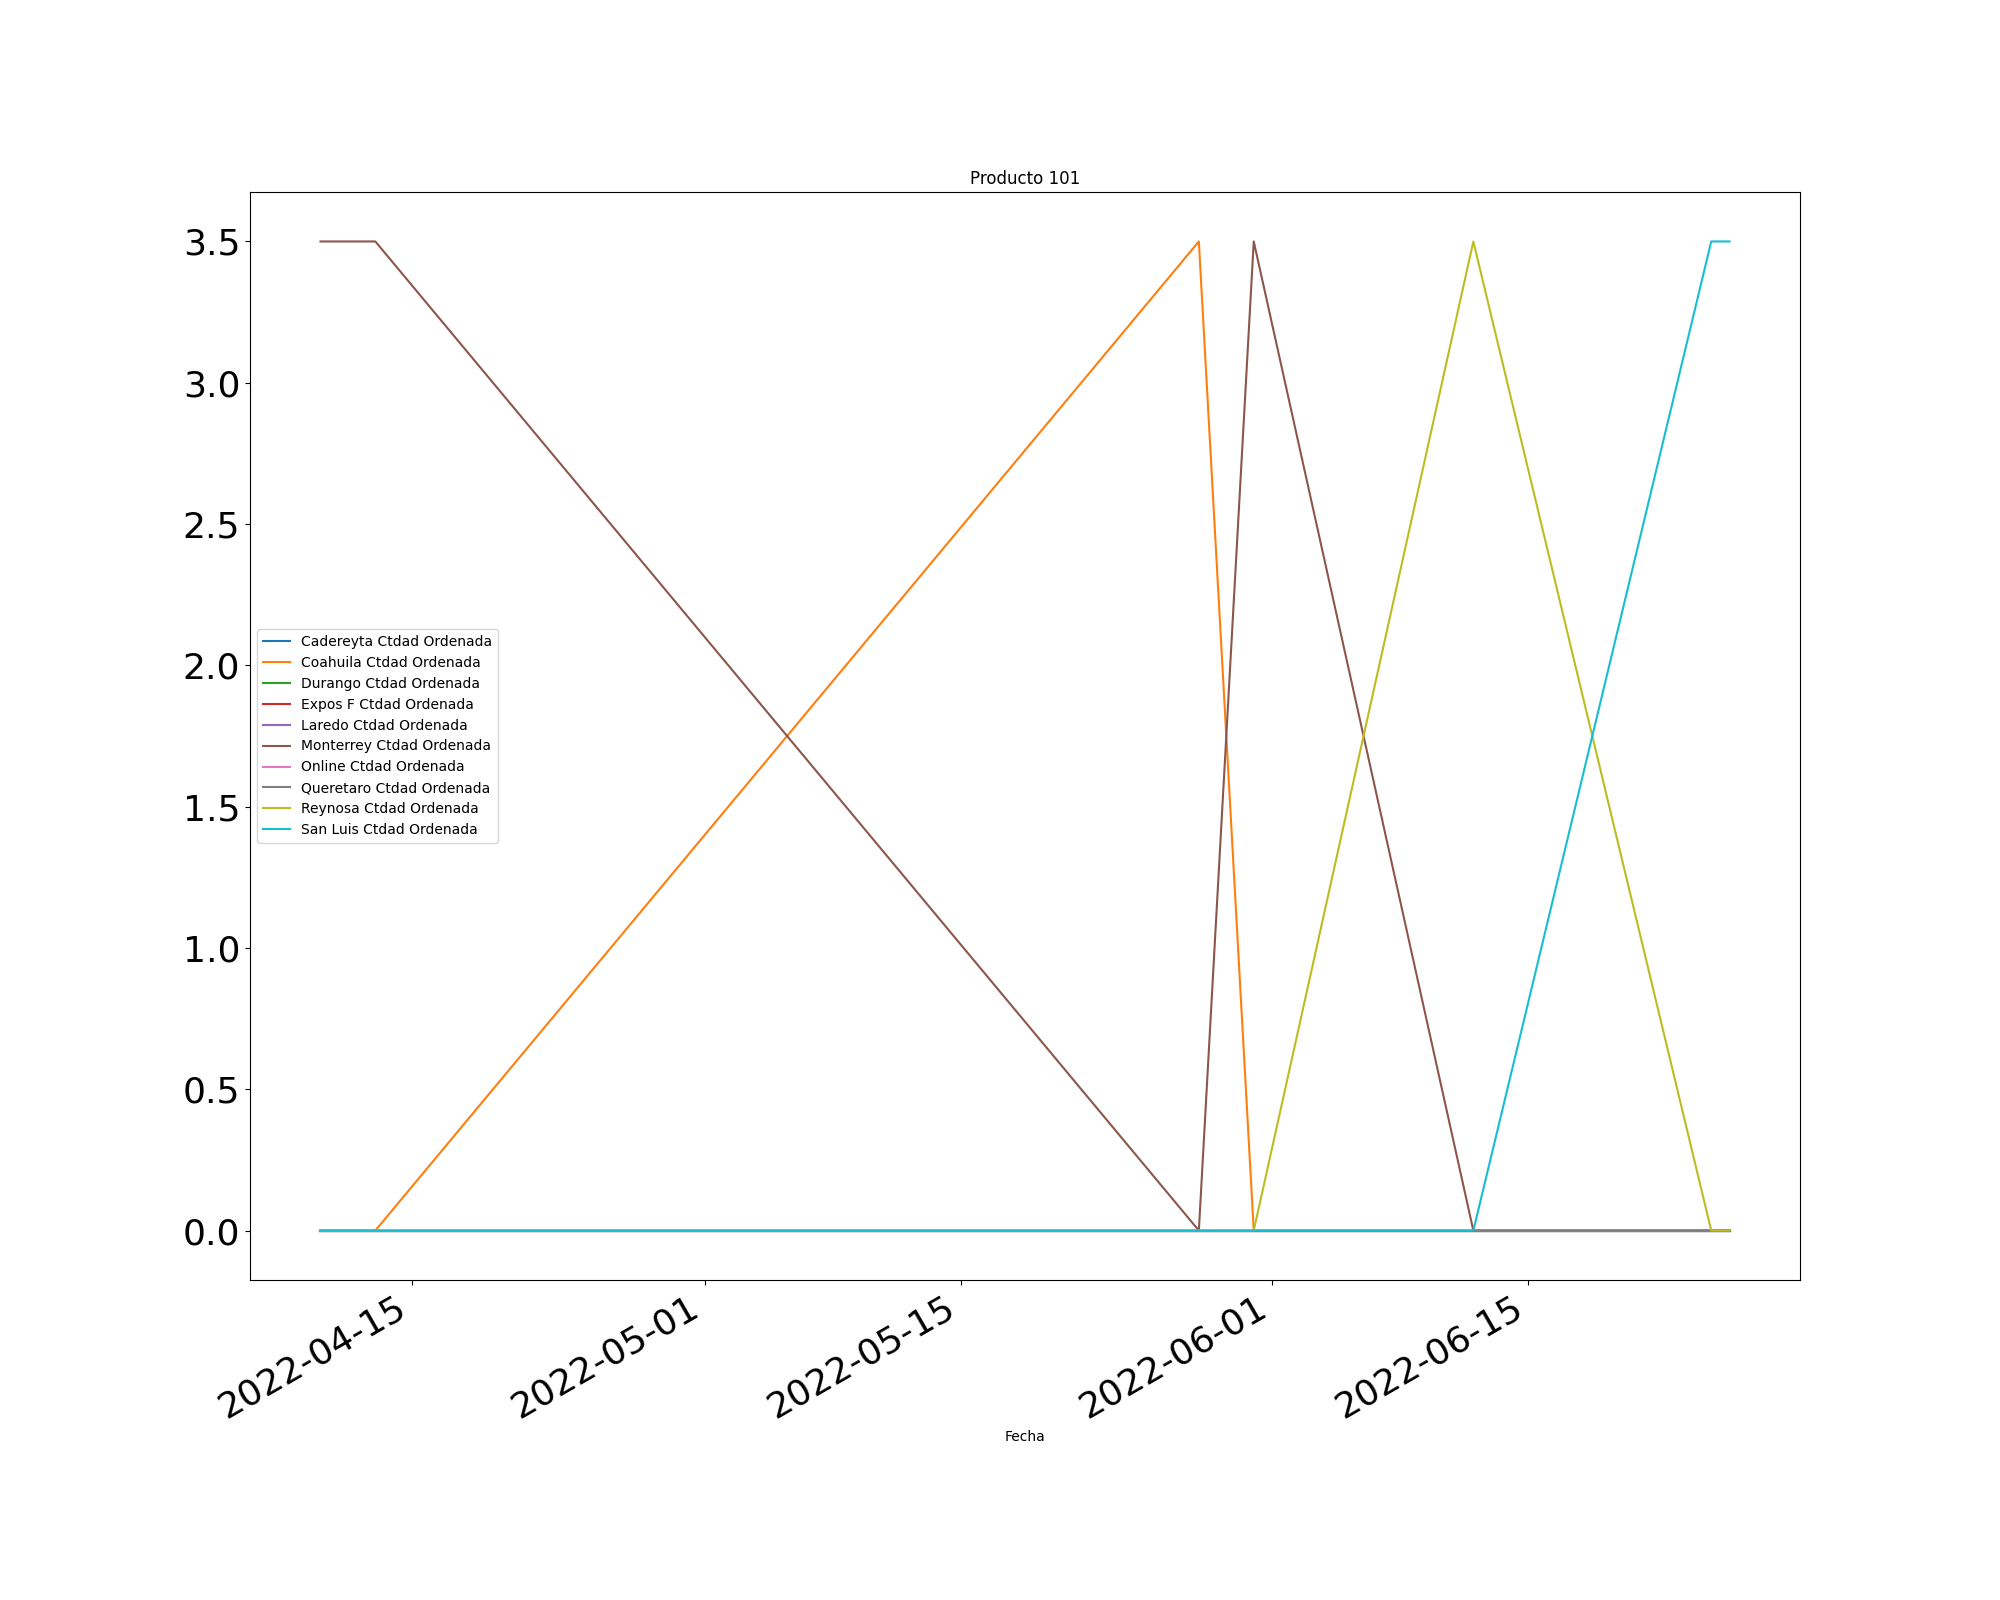 Producto 101
3.5
3.0
2.5
2.0
1.5
1.0
0.5
0.0
Cadereyta Ctdad Ordenada
Coahuila Ctdad Ordenada
Durango Ctdad Ordenada
Expos F Ctdad Ordenada
Laredo Ctdad Ordenada
Monterrey Ctdad Ordenada
Online Ctdad Ordenada
Queretaro Ctdad Ordenada
Reynosa Ctdad Ordenada
San Luis Ctdad Ordenada
2022-04-15
2022-05-01
2022-05-15
2022-06-01
2022-06-15
Fecha